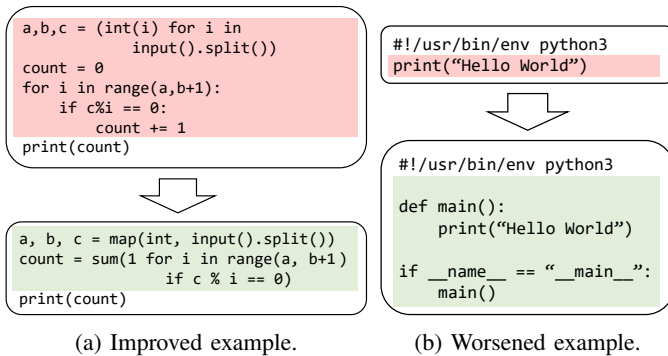 a,b,c = (int(i) for i in
            input().split())
count = 0
for i in range(a,b+1):
    if c%i == 0:
        count += 1
print(count)
a, b, c = map(int, input().split())
count = sum(1 for i in range(a, b+1)
                if c % i == 0)
print(count)
(a) Improved example.
#!/usr/bin/env python3
print(“Hello World”)
#!/usr/bin/env python3
def main():
    print(“Hello World”)
if __name__ == “__main__”:
    main()
(b) Worsened example.